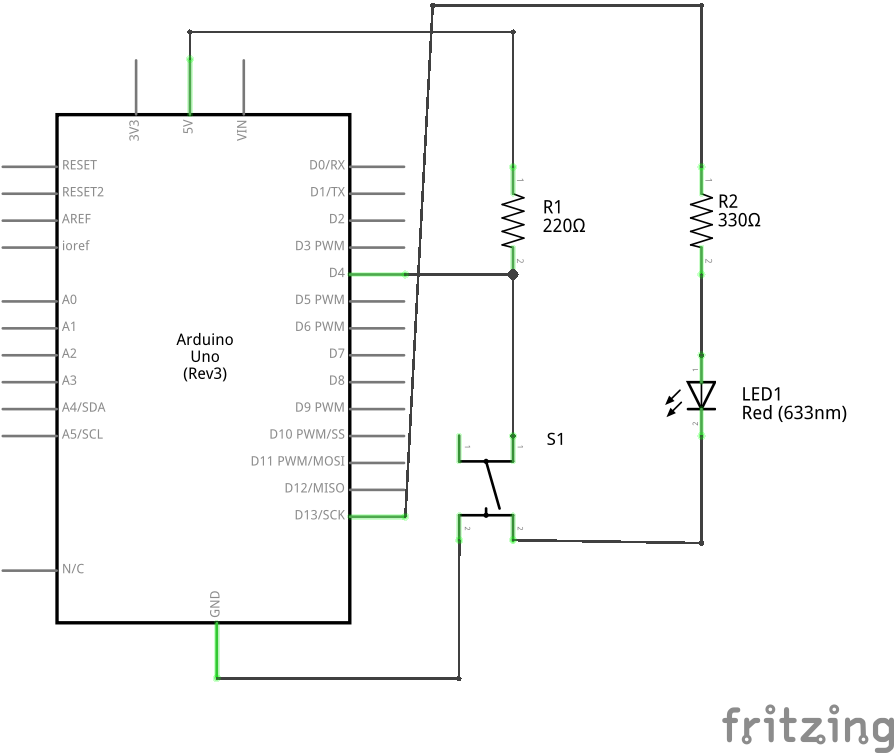 3V3
5V
VIN
RESET
RESET2
AREF
ioref
A0
A1
A2
A3
A4/SDA
A5/SCL
N/C
Arduino
Uno
(Rev3)
D0/RX
D1/TX
D2
D3 PWM
D4
D5 PWM
D6 PWM
D7
D8
D9 PWM
D10 PWM/SS
D11 PWM/MOSI
D12/MISO
D13/SCK
GND
1
R1
220Ω
2
1
R2
330Ω
2
1
LED1
Red (633nm)
2
S1
1
1
2
2
fritzing